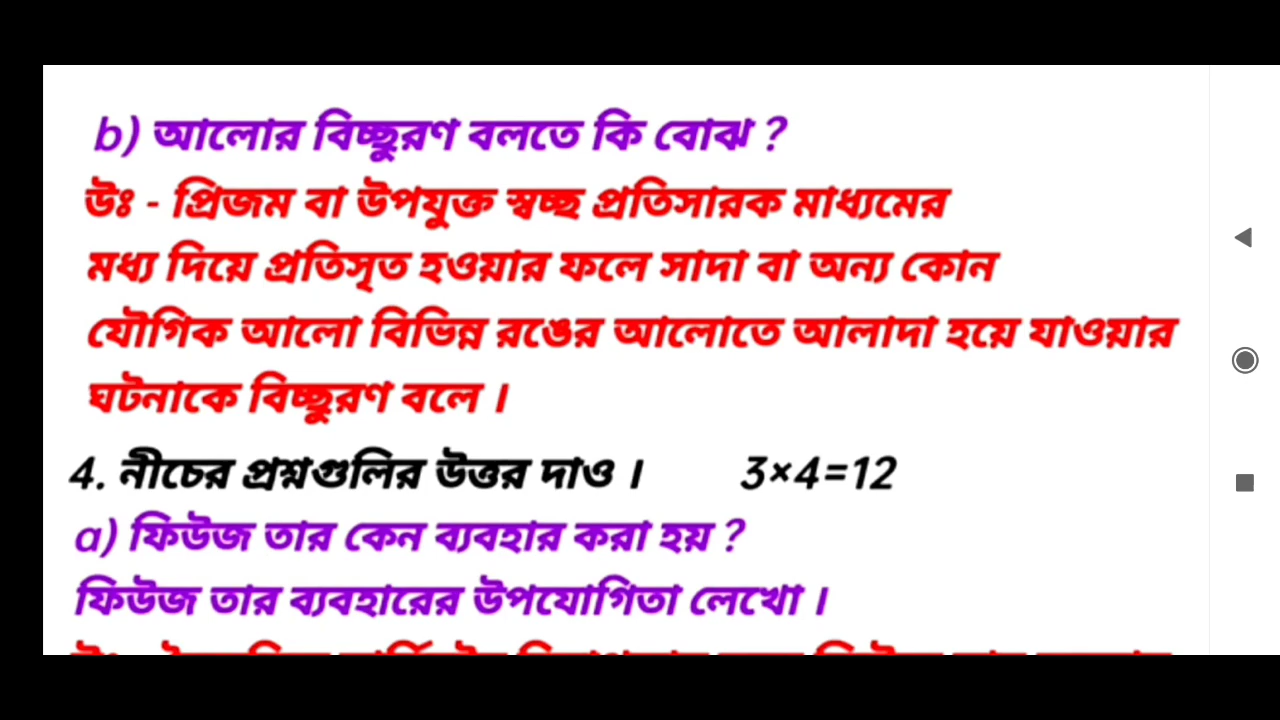 b) আলোর বিচ্ছুরণ বলতে কি বোঝ ?
উঃ - প্রিজম বা উপযুক্ত স্বচ্ছ প্রতিসারক মাধ্যমের
মধ্য দিয়ে প্রতিসৃত হওয়ার ফলে সাদা বা অন্য কোন
যৌগিক আলো বিভিন্ন রঙের আলোতে আলাদা হয়ে যাওয়ার
ঘটনাকে বিচ্ছুরণ বলে ।
4. নীচের প্রশ্নগুলির উত্তর দাও । 3×4=12
a) ফিউজ তার কেন ব্যবহার করা হয় ?
ফিউজ তার ব্যবহারের উপযোগিতা লেখো ।